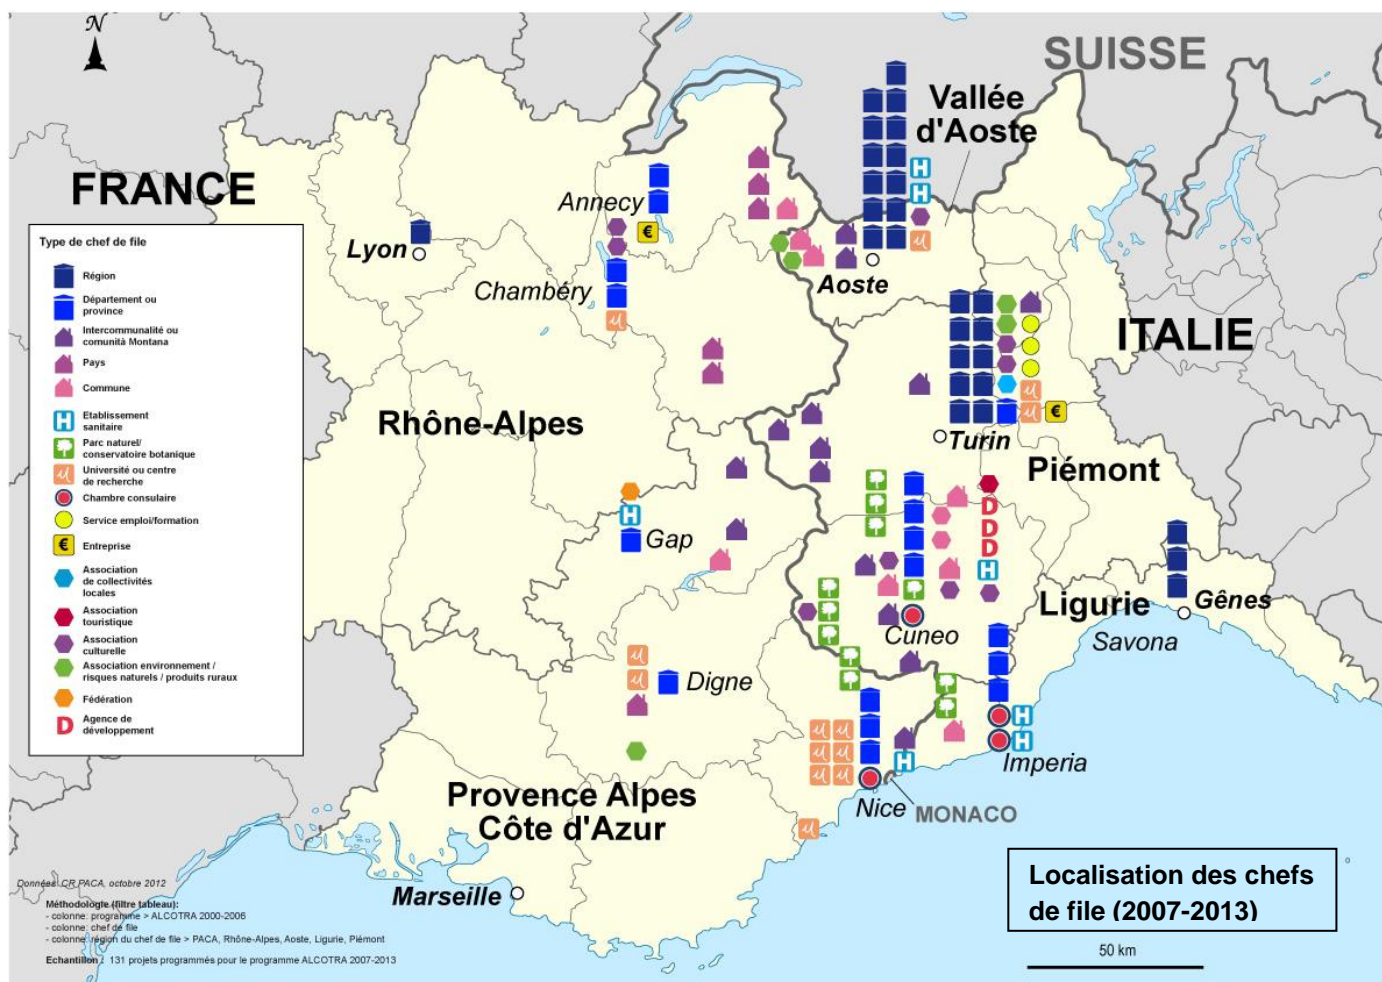 N
SUISSE
Vallée
d'Aoste
FRANCE
Annecy
Lyon
Chambéry
Aoste
ITALIE
Type de chef de file
Région
Département ou
province
Intercommunalité ou
comunità Montana
Pays
Commune
H
Etablissement
sanitaire
Parc naturel/
conservatoire botanique
Université ou centre
de recherche
Chambre consulaire
Service emploi/formation
€
Entreprise
Association
de collectivités
locales
Association
touristique
Association
culturelle
Association environnement /
risques naturels / produits ruraux
Fédération
D
Agence de
développement
Rhône-Alpes
Turin
Piémont
Gap
Ligurie
Gênes
Cuneo
Savona
Digne
Imperia
Provence Alpes
Côte d'Azur
Nice
MONACO
Marseille
Données: CR PACA, octobre 2012
Méthodologie (filtre tableau):
- colonne: programme > ALCOTRA 2000-2006
- colonne: chef de file
- colonne: région du chef de file > PACA, Rhône-Alpes, Aoste, Ligurie, Piémont
Echantillon : 131 projets programmés pour le programme ALCOTRA 2007-2013
Localisation des chefs
de file (2007-2013)
50 km